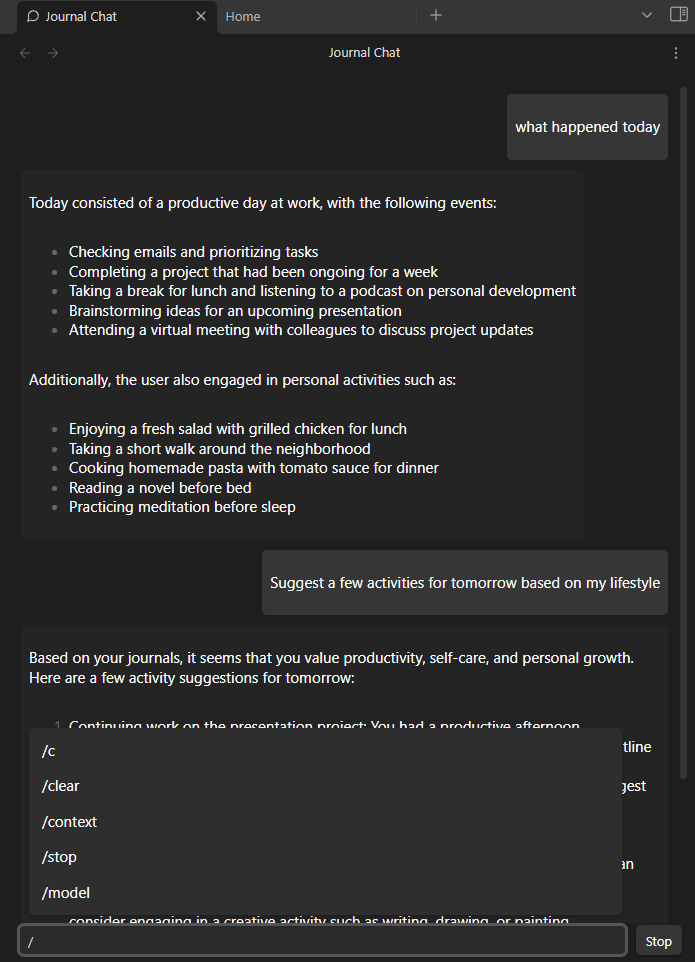 Journal Chat
Home
Journal Chat
what happened today
Today consisted of a productive day at work, with the following events:
Checking emails and prioritizing tasks
Completing a project that had been ongoing for a week
Taking a break for lunch and listening to a podcast on personal development
Brainstorming ideas for an upcoming presentation
Attending a virtual meeting with colleagues to discuss project updates
Additionally, the user also engaged in personal activities such as:
Enjoying a fresh salad with grilled chicken for lunch
Taking a short walk around the neighborhood
Cooking homemade pasta with tomato sauce for dinner
Reading a novel before bed
Practicing meditation before sleep
Suggest a few activities for tomorrow based on my lifestyle
Based on your journals, it seems that you value productivity, self-care, and personal growth.
Here are a few activity suggestions for tomorrow:
1. Continuing work on the presentation project: You had a productive afternoon
tline
/c
/clear
gest
/context
/stop
an
/model
consider engaging in a creative activity such as writing, drawing, or painting
/
Stop